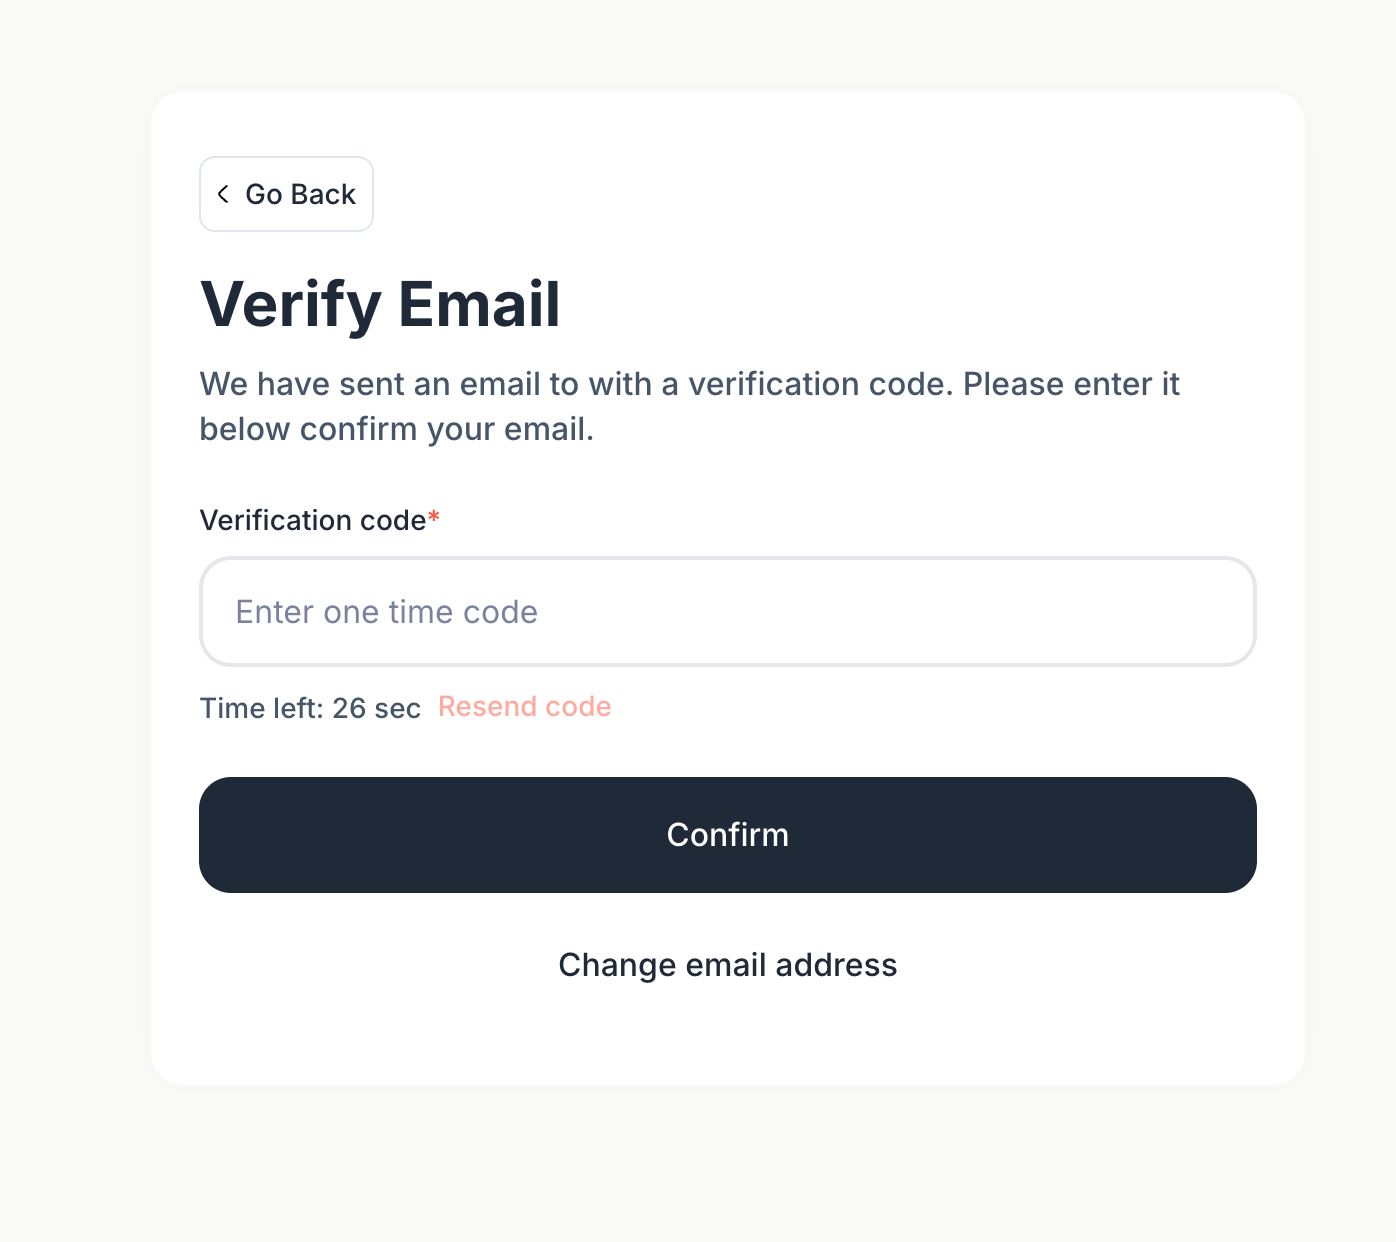 Go Back
Verify Email
We have sent an email to with a verification code. Please enter it
below confirm your email.
Verification code*
Enter one time code
Time left: 26 sec Resend code
Confirm
Change email address